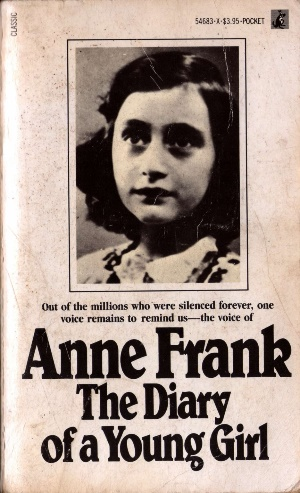 CLASSIC
54683-X·$3.95·POCKET
Out of the millions who were silenced forever, one
voice remains to remind us—the voice of
Anne Frank
The Diary
of a Young Girl